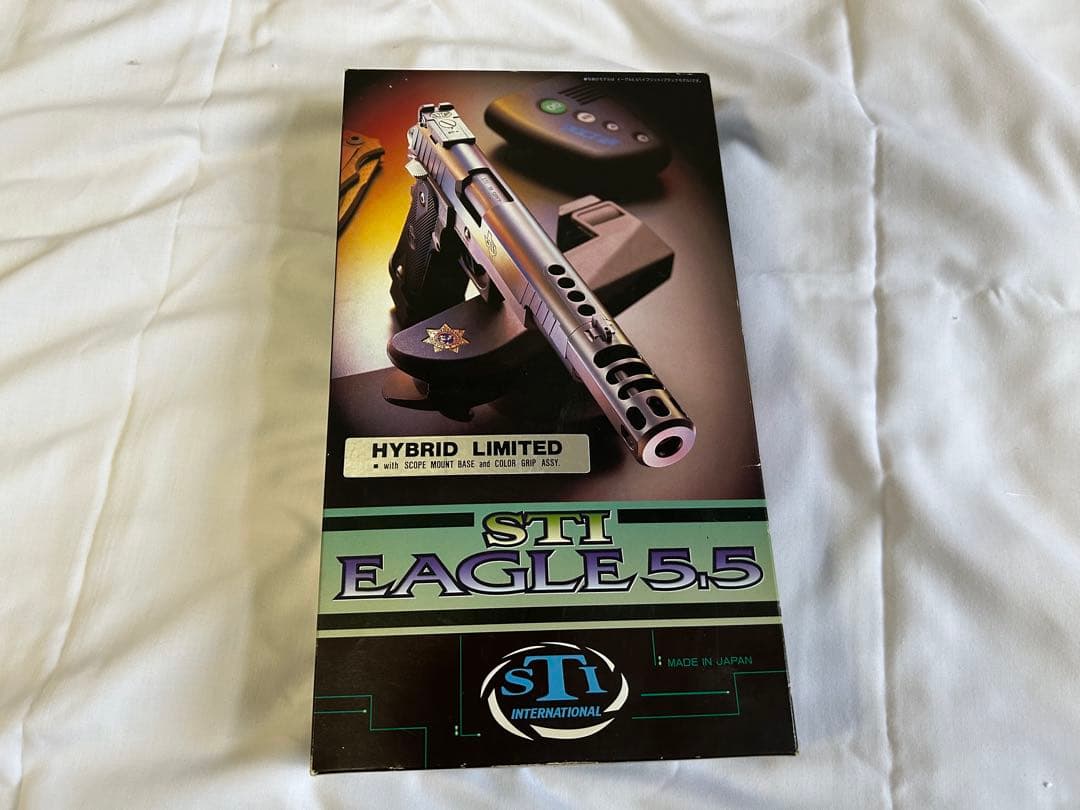 HYBRID LIMITED
■ with SCOPE MOUNT BASE and COLOR GRIP ASSY.
STI
EAGLE 5.5
MADE IN JAPAN
STI
INTERNATIONAL